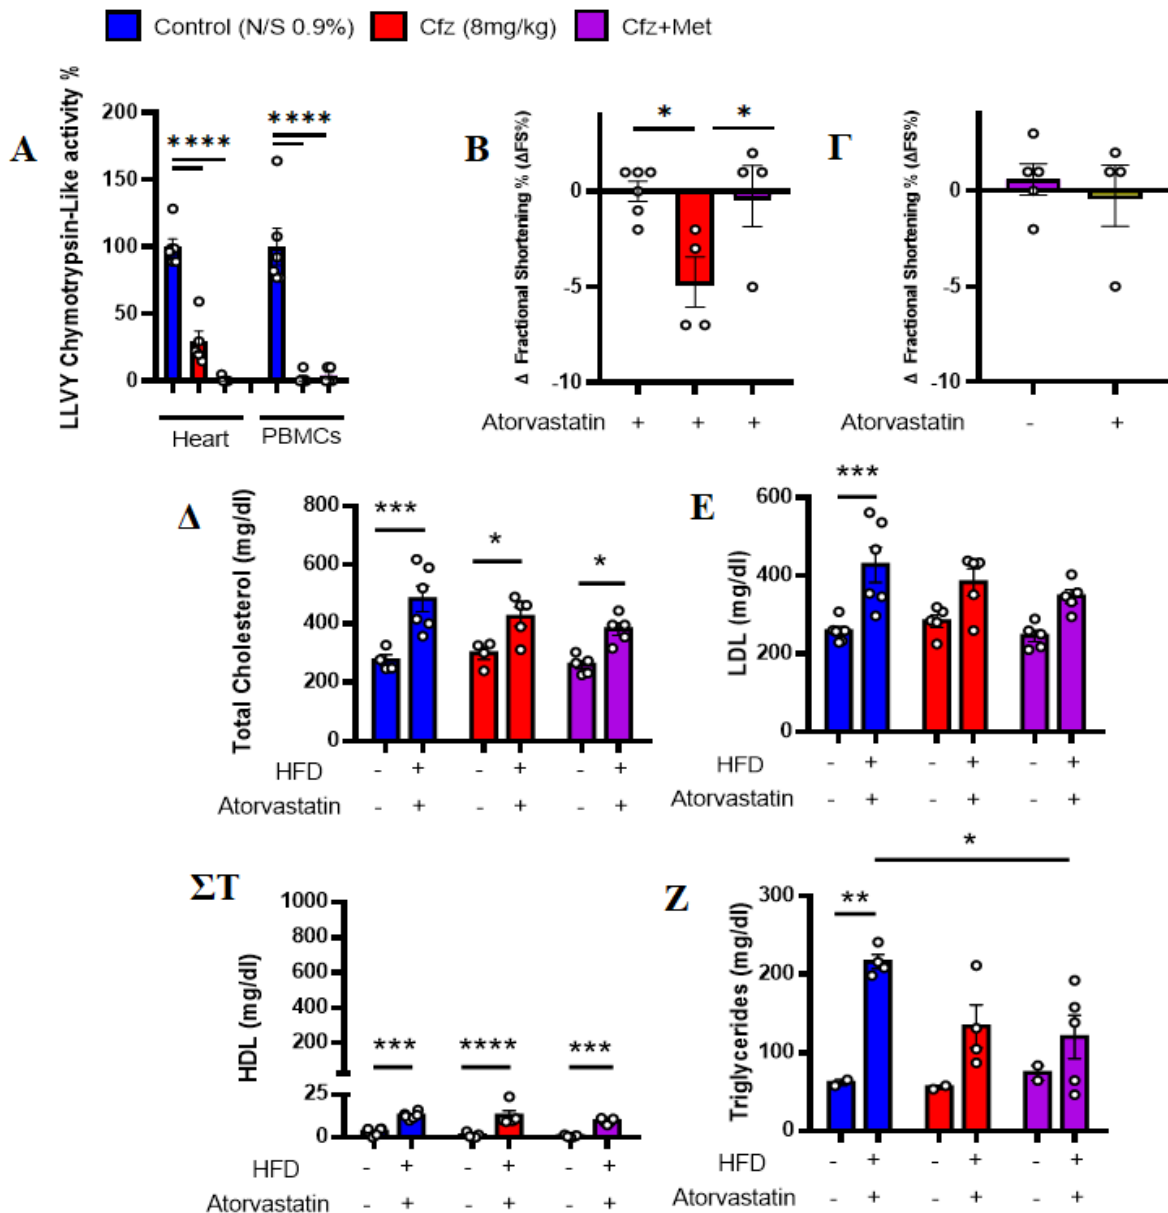 Control (N/S 0.9%) Cfz (8mg/kg) Cfz+Met
A
LLVY Chymotrypsin-Like activity %
200
150
100
50
0
****
****
Heart
PBMCs
B
Δ Fractional Shortening % (ΔFS%)
0
-5
-10
*
*
Atorvastatin + + +
Γ
Δ Fractional Shortening % (ΔFS%)
0
-5
-10
Atorvastatin - +
Δ
Total Cholesterol (mg/dl)
800
600
400
200
0
***
*
*
HFD - + - + - +
Atorvastatin - + - + - +
E
LDL (mg/dl)
600
400
200
0
***
HFD - + - + - +
Atorvastatin - + - + - +
ΣΤ
HDL (mg/dl)
1000
800
600
400
200
25
0
***
****
***
HFD - + - + - +
Atorvastatin - + - + - +
Z
Triglycerides (mg/dl)
300
200
100
0
**
*
HFD - + - + - +
Atorvastatin - + - + - +